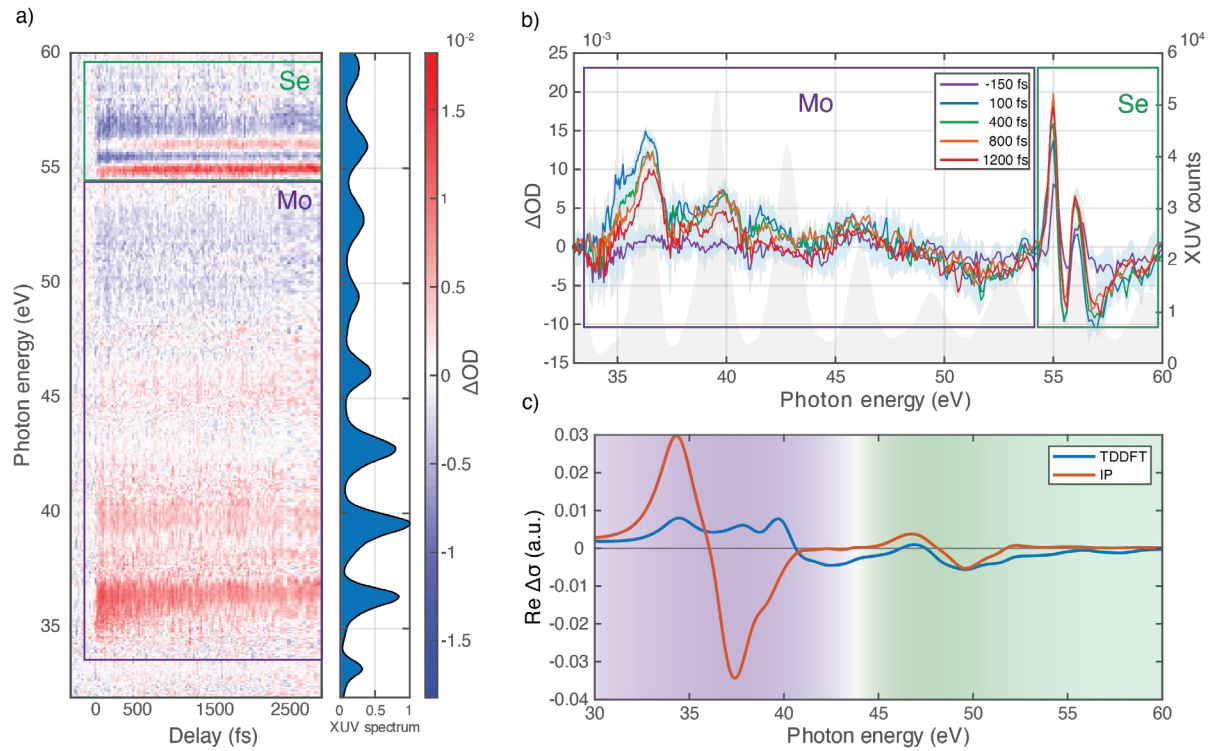 a)
Photon energy (eV)
60
55
50
45
40
35
Se
Mo
0 500 1500 2500
Delay (fs)
0 0.5 1
XUV spectrum
10-2
1.5
0.5
0
-0.5
-1
-1.5
ΔOD
b)
10-3
25
20
15
10
5
0
-5
-10
-15
ΔOD
Mo
Se
-150 fs
100 fs
400 fs
800 fs
1200 fs
6 104
5
4
3
2
1
0
XUV counts
35 40 45 50 55 60
Photon energy (eV)
c)
0.03
0.02
0.01
0
-0.01
-0.02
-0.03
-0.04
Re Δσ (a.u.)
TDDFT
IP
30 35 40 45 50 55 60
Photon energy (eV)